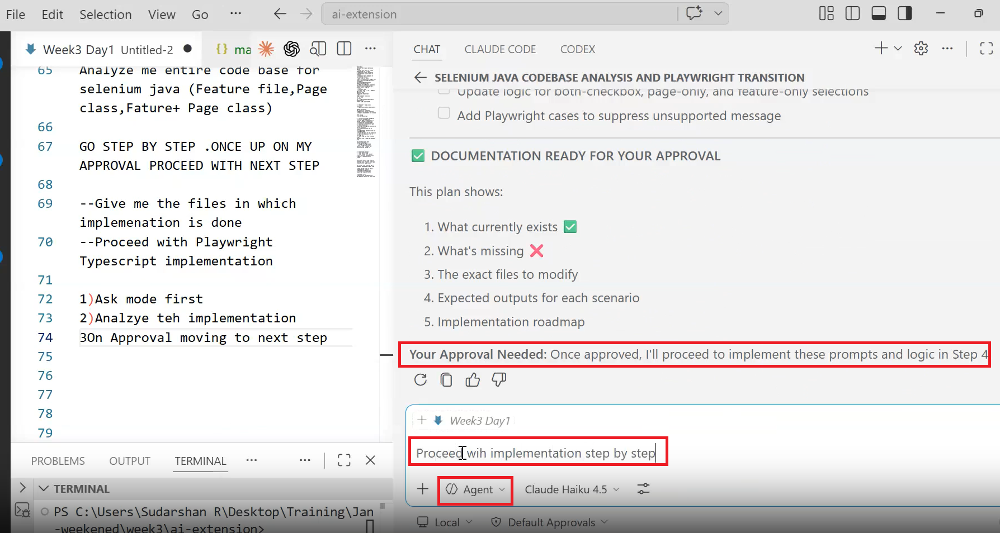 File Edit Selection View Go ··· ai-extension
Week3 Day1 Untitled-2 {} ma ···
CHAT CLAUDE CODE CODEX ···
65 Analyze me entire code base for
selenium java (Feature file,Page
class,Fature+ Page class)
66
67 GO STEP BY STEP .ONCE UP ON MY
APPROVAL PROCEED WITH NEXT STEP
68
69 --Give me the files in which
implemenation is done
70 --Proceed with Playwright
Typescript implementation
71
72 1)Ask mode first
73 2)Analzye teh implementation
74 3On Approval moving to next step
75
76
77
78
79
PROBLEMS OUTPUT TERMINAL ··· ···
TERMINAL
PS C:\Users\Sudarshan R\Desktop\Training\Jan
-weekened\week3\ai-extension>
SELENIUM JAVA CODEBASE ANALYSIS AND PLAYWRIGHT TRANSITION
Update logic for both-checkbox, page-only, and feature-only selections
Add Playwright cases to suppress unsupported message
✅ DOCUMENTATION READY FOR YOUR APPROVAL
This plan shows:
1. What currently exists ✅
2. What's missing ❌
3. The exact files to modify
4. Expected outputs for each scenario
5. Implementation roadmap
Your Approval Needed: Once approved, I'll proceed to implement these prompts and logic in Step 4
+ Week3 Day1
Proceed wih implementation step by step
+ Agent Claude Haiku 4.5
Local Default Approvals